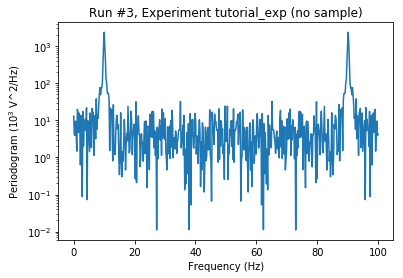 Run #3, Experiment tutorial_exp (no sample)
Periodogram (10³ V^2/Hz)
10³
10²
10¹
10⁰
10⁻¹
10⁻²
0 20 40 60 80 100
Frequency (Hz)